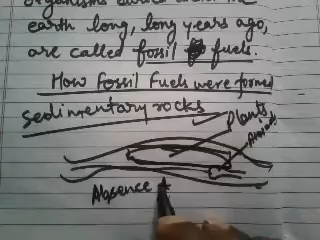 earth long, long years ago,
are called fossil fuels.
How Fossil Fuels were formed
sedimentary rocks
Plants
Animals
Absence